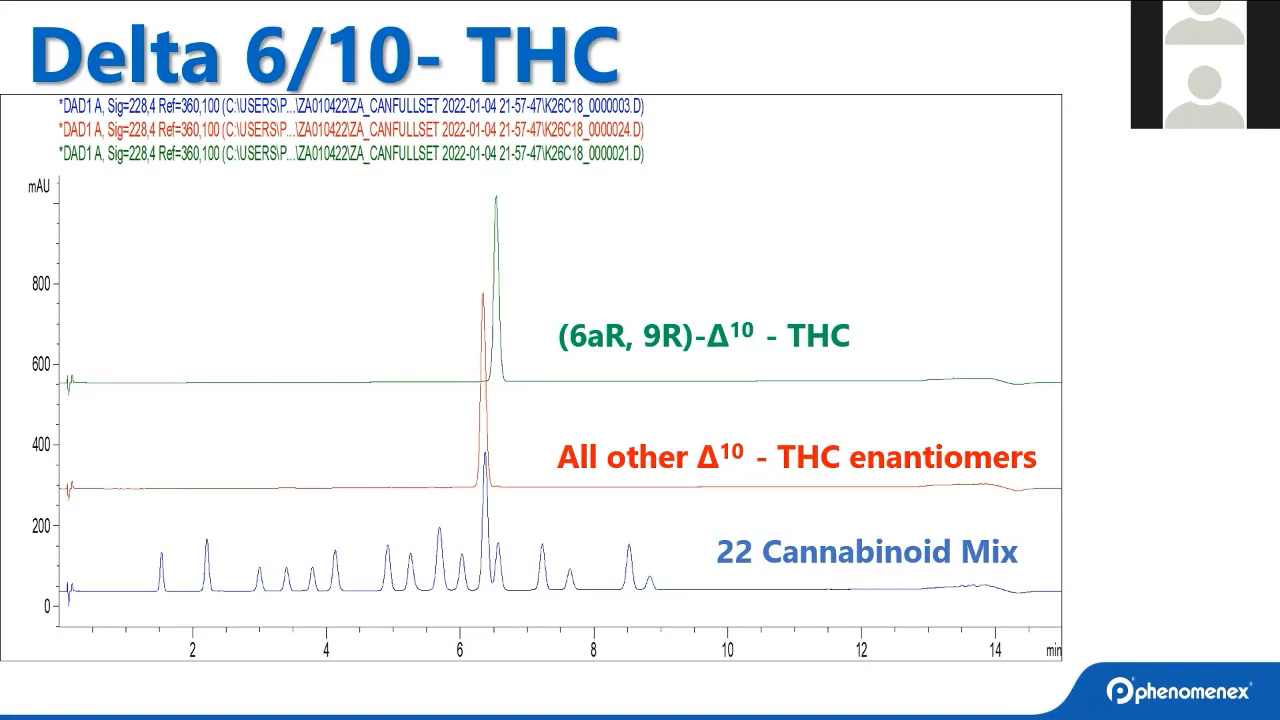 Delta 6/10- THC
*DAD1 A, Sig=228,4 Ref=360,100 (C:\USERS\P...\ZA010422\ZA_CANFULLSET 2022-01-04 21-57-47\K26C18_0000003.D)
*DAD1 A, Sig=228,4 Ref=360,100 (C:\USERS\P...\ZA010422\ZA_CANFULLSET 2022-01-04 21-57-47\K26C18_0000024.D)
*DAD1 A, Sig=228,4 Ref=360,100 (C:\USERS\P...\ZA010422\ZA_CANFULLSET 2022-01-04 21-57-47\K26C18_0000021.D)
mAU
800
(6aR, 9R)-Δ¹⁰ - THC
600
400
All other Δ¹⁰ - THC enantiomers
200
22 Cannabinoid Mix
0
2 4 6 8 10 12 14 min
phenomenex